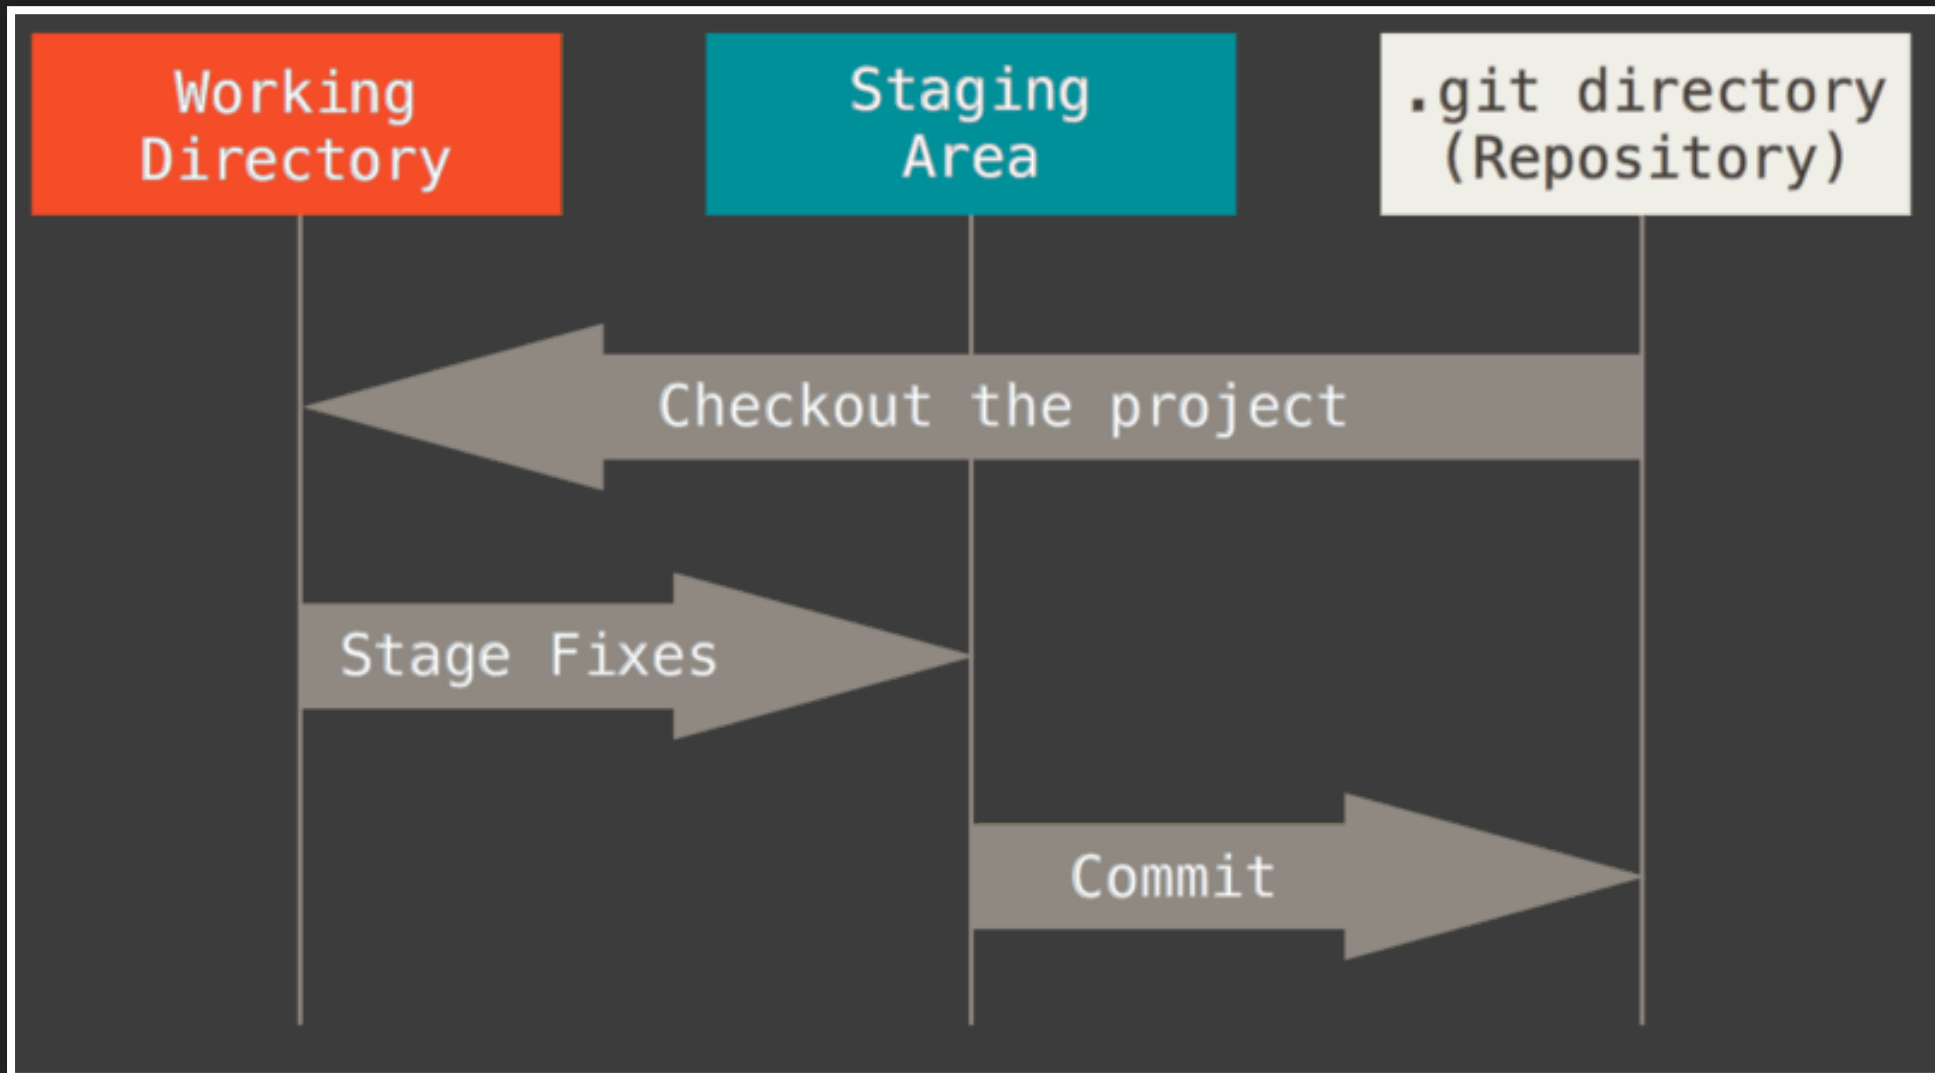 Working
Directory
Staging
Area
.git directory
(Repository)
Checkout the project
Stage Fixes
Commit